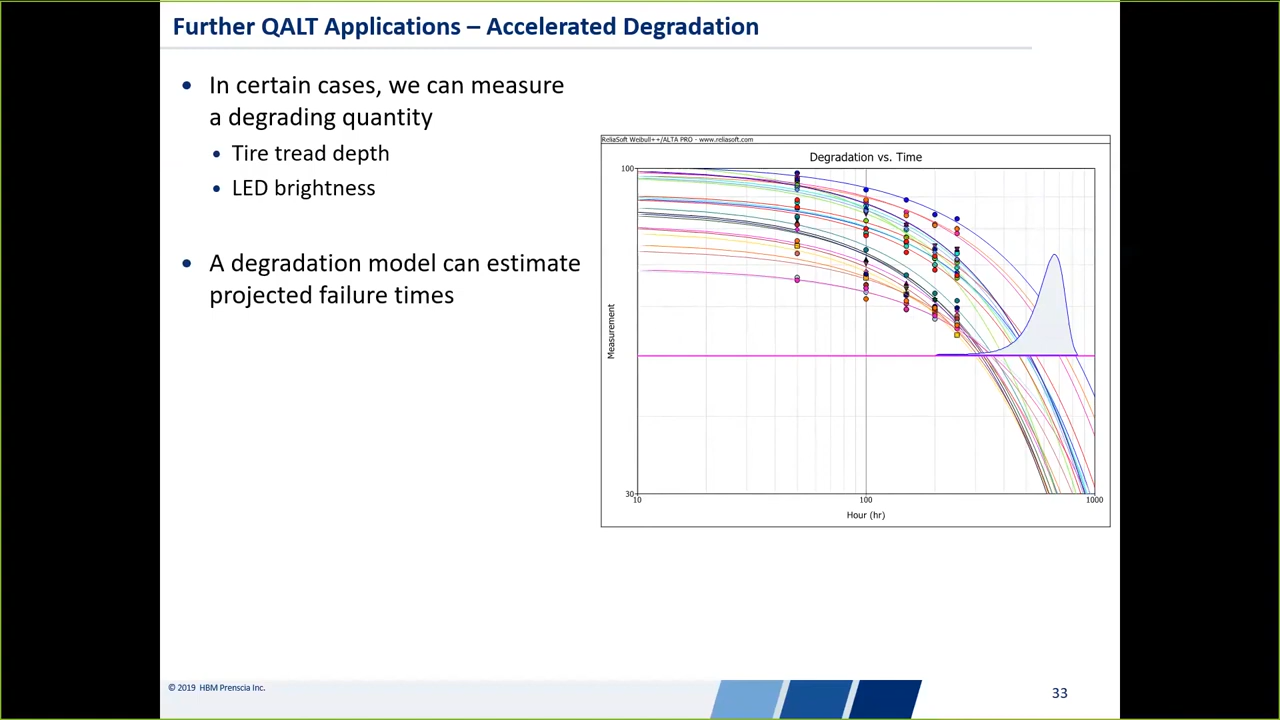 Further QALT Applications – Accelerated Degradation
• In certain cases, we can measure
a degrading quantity
• Tire tread depth
• LED brightness
• A degradation model can estimate
projected failure times
ReliaSoft Weibull++/ALTA PRO - www.reliasoft.com
Degradation vs. Time
100
Measurement
30
10
100
1000
Hour (hr)
© 2019 HBM Prenscia Inc.
33